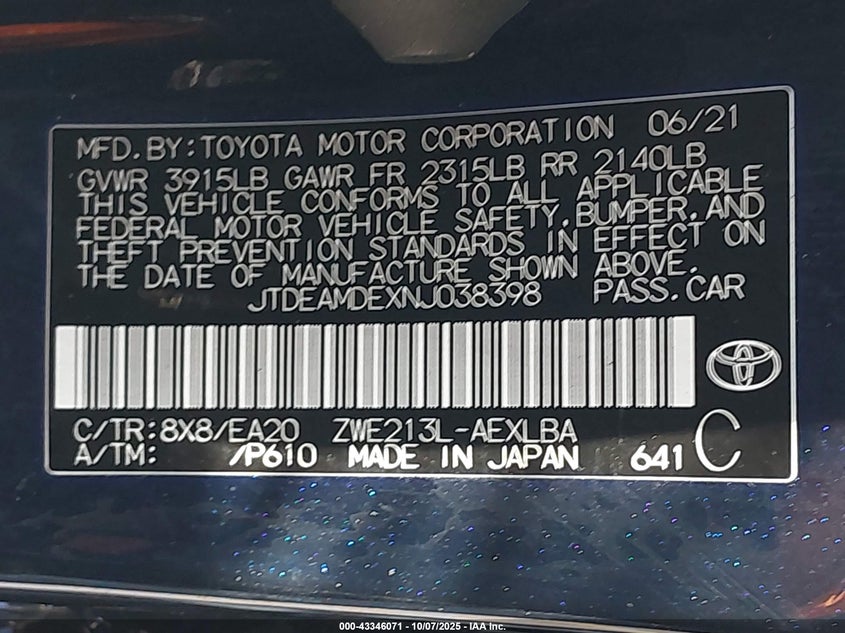 MFD.BY:TOYOTA MOTOR CORPORATION 06/21
GVWR 3915LB GAWR FR 2315LB RR 2140LB
THIS VEHICLE CONFORMS TO ALL APPLICABLE
FEDERAL MOTOR VEHICLE SAFETY,BUMPER,AND
THEFT PREVENTION STANDARDS IN EFFECT ON
THE DATE OF MANUFACTURE SHOWN ABOVE.
JTDEAMDEXNJ038398 PASS.CAR
C/TR:8X8/EA20 ZWE213L-AEXLBA
A/TM: /P610 MADE IN JAPAN 641 C
000-43346071 - 10/07/2025 - IAA Inc.